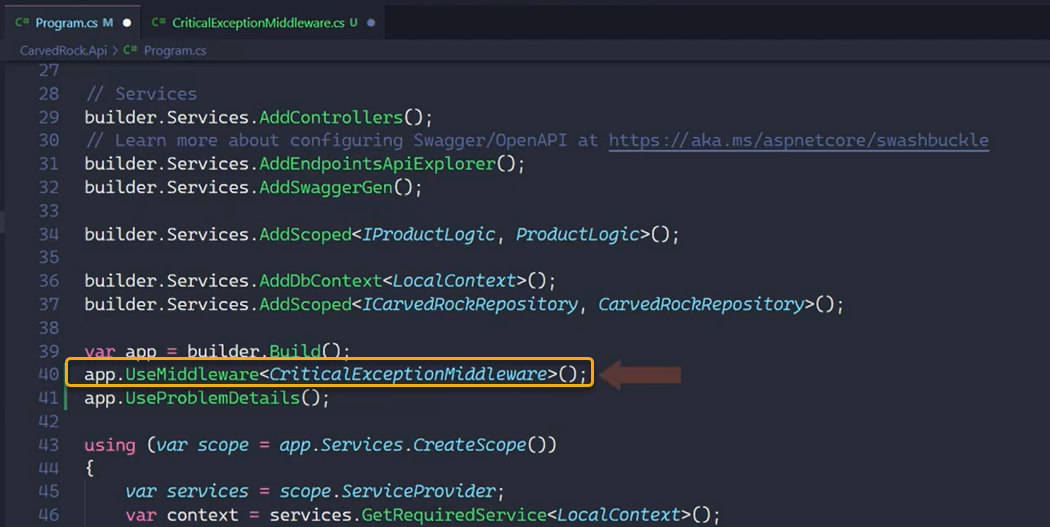 C# Program.cs M ● C# CriticalExceptionMiddleware.cs U ●
CarvedRock.Api > C# Program.cs
27
28 // Services
29 builder.Services.AddControllers();
30 // Learn more about configuring Swagger/OpenAPI at https://aka.ms/aspnetcore/swashbuckle
31 builder.Services.AddEndpointsApiExplorer();
32 builder.Services.AddSwaggerGen();
33
34 builder.Services.AddScoped<IProductLogic, ProductLogic>();
35
36 builder.Services.AddDbContext<LocalContext>();
37 builder.Services.AddScoped<ICarvedRockRepository, CarvedRockRepository>();
38
39 var app = builder.Build();
40 app.UseMiddleware<CriticalExceptionMiddleware>();
41 app.UseProblemDetails();
42
43 using (var scope = app.Services.CreateScope())
44 {
45 var services = scope.ServiceProvider;
46 var context = services.GetRequiredService<LocalContext>();